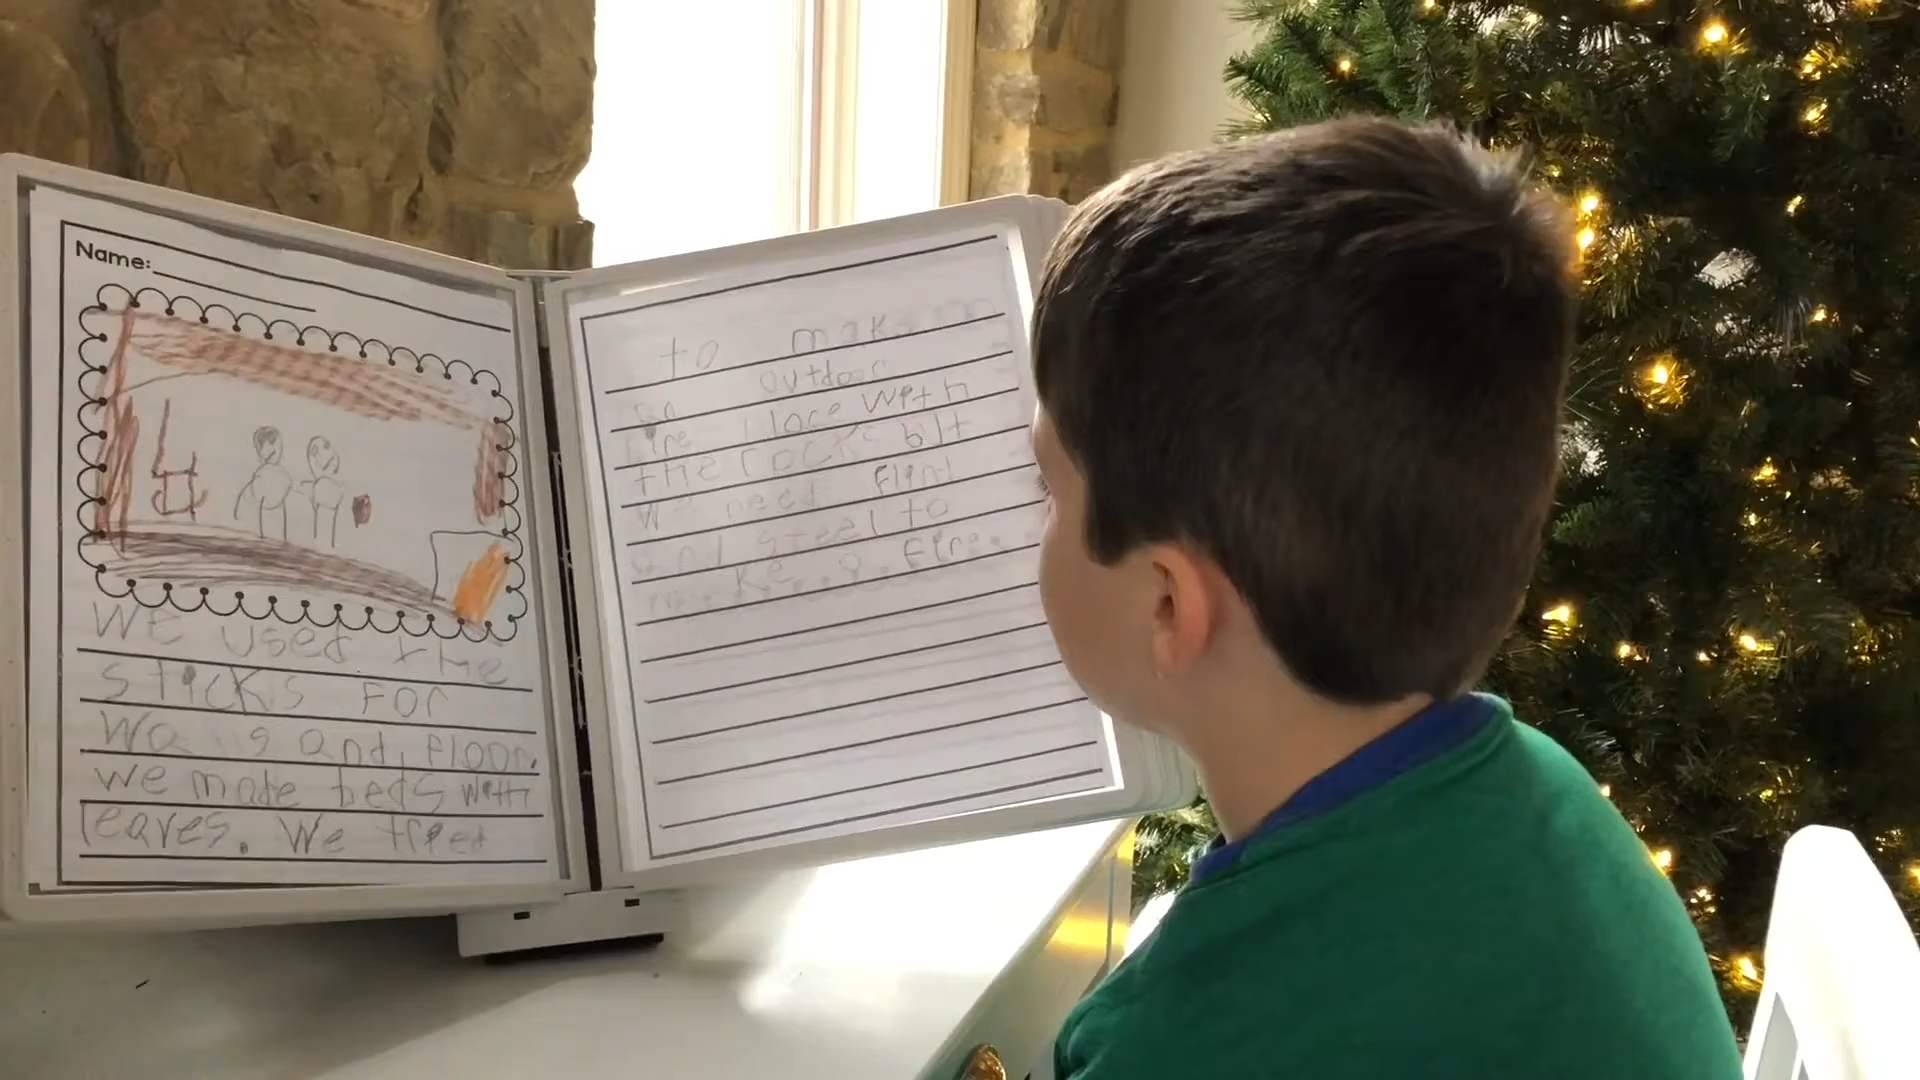 Name:
We used the
sticks For
Walls and floor.
we made beds with
leaves. We tried
to make
an outdoor
fire place with
the rocks but
We need flint
and steel to
make a fire.